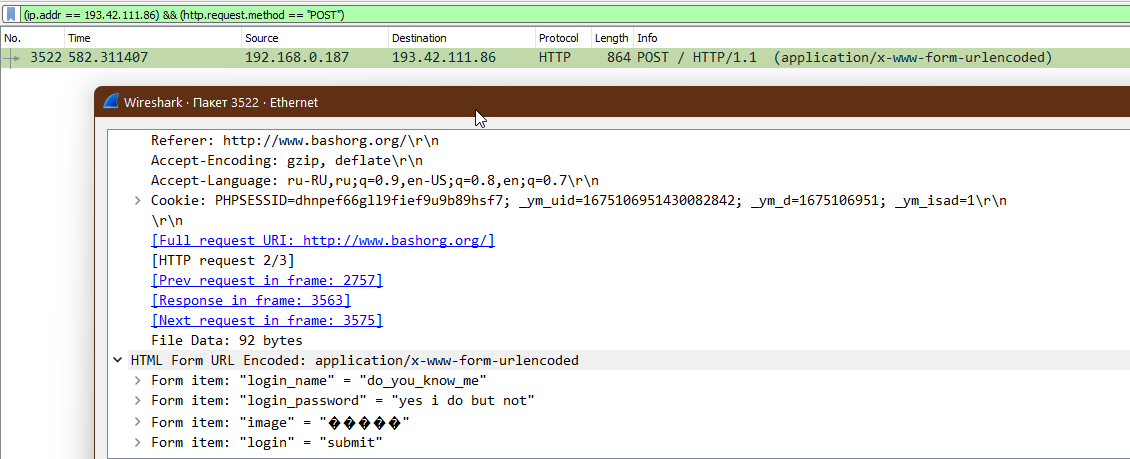 (ip.addr == 193.42.111.86) && (http.request.method == "POST")
No. Time Source Destination Protocol Length Info
3522 582.311407 192.168.0.187 193.42.111.86 HTTP 864 POST / HTTP/1.1 (application/x-www-form-urlencoded)
Wireshark · Пакет 3522 · Ethernet
Referer: http://www.bashorg.org/\r\n
Accept-Encoding: gzip, deflate\r\n
Accept-Language: ru-RU,ru;q=0.9,en-US;q=0.8,en;q=0.7\r\n
Cookie: PHPSESSID=dhnpef66gll9fief9u9b89hsf7; _ym_uid=1675106951430082842; _ym_d=1675106951; _ym_isad=1\r\n
\r\n
[Full request URI: http://www.bashorg.org/]
[HTTP request 2/3]
[Prev request in frame: 2757]
[Response in frame: 3563]
[Next request in frame: 3575]
File Data: 92 bytes
HTML Form URL Encoded: application/x-www-form-urlencoded
Form item: "login_name" = "do_you_know_me"
Form item: "login_password" = "yes i do but not"
Form item: "image" = "�����"
Form item: "login" = "submit"